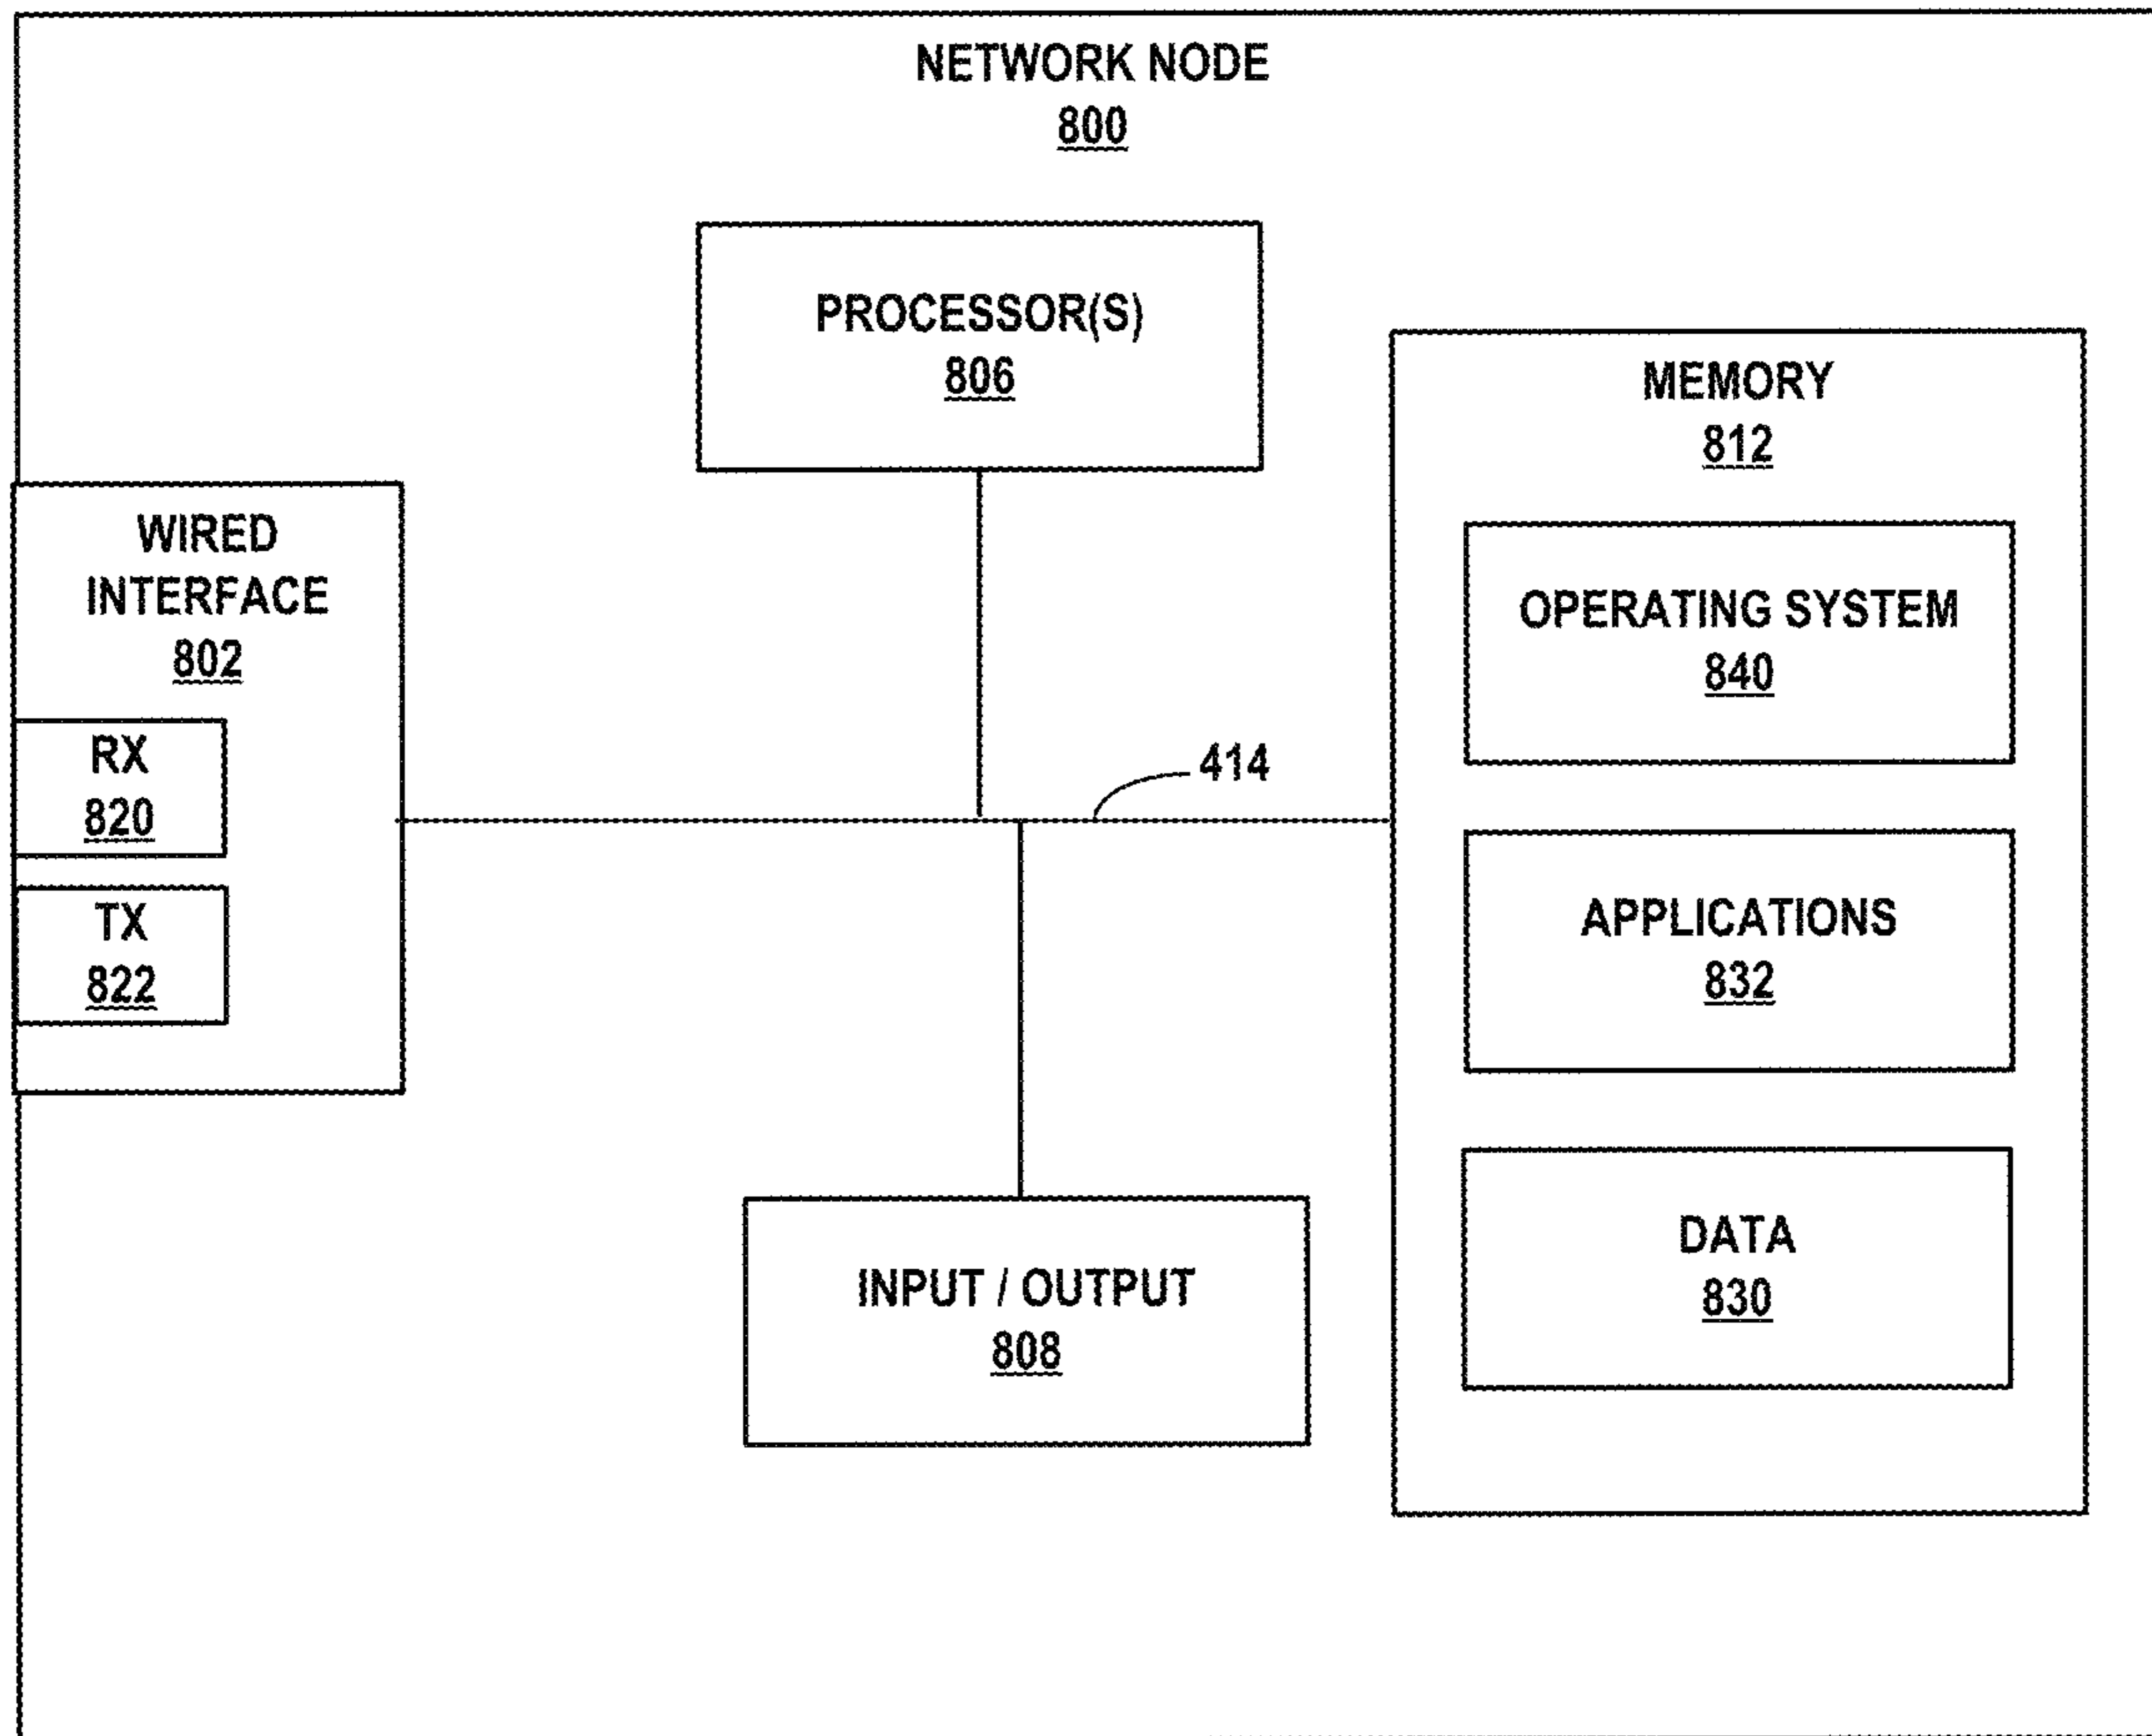 NETWORK NODE
800
PROCESSOR(S)
806
MEMORY
812
WIRED
INTERFACE
802
OPERATING SYSTEM
840
RX
820
414
APPLICATIONS
832
TX
822
DATA
830
INPUT / OUTPUT
808